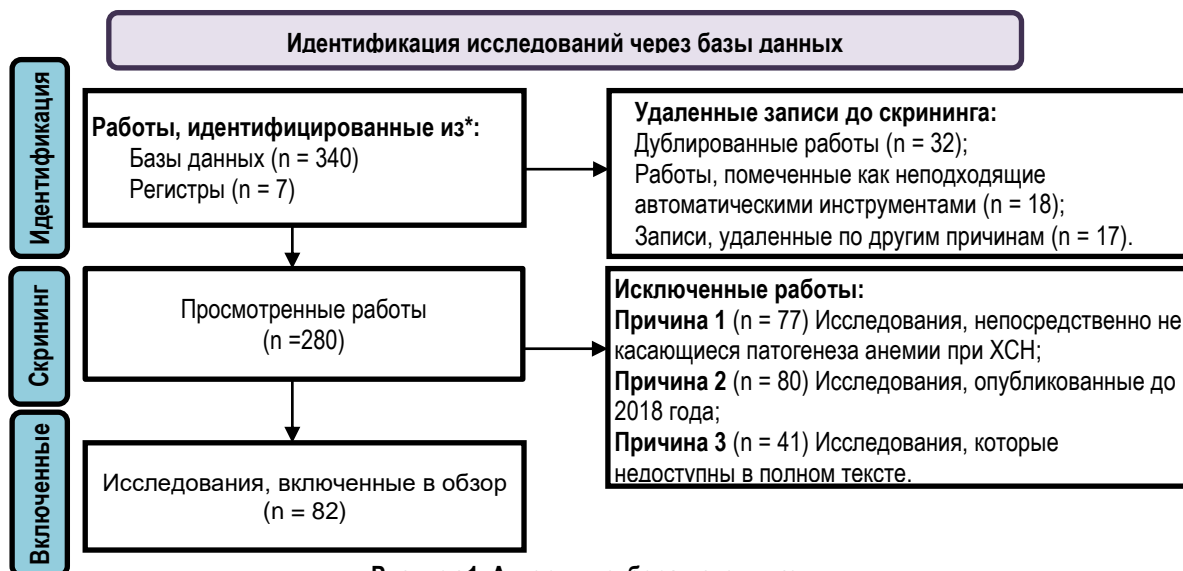 Идентификация исследований через базы данных
Идентификация
Работы, идентифицированные из*:
Базы данных (n = 340)
Регистры (n = 7)
Удаленные записи до скрининга:
Дублированные работы (n = 32);
Работы, помеченные как неподходящие
автоматическими инструментами (n = 18);
Записи, удаленные по другим причинам (n = 17).
Скрининг
Просмотренные работы
(n =280)
Исключенные работы:
Причина 1 (n = 77) Исследования, непосредственно не
касающиеся патогенеза анемии при ХСН;
Причина 2 (n = 80) Исследования, опубликованные до
2018 года;
Причина 3 (n = 41) Исследования, которые
недоступны в полном тексте.
Включенные
Исследования, включенные в обзор
(n = 82)